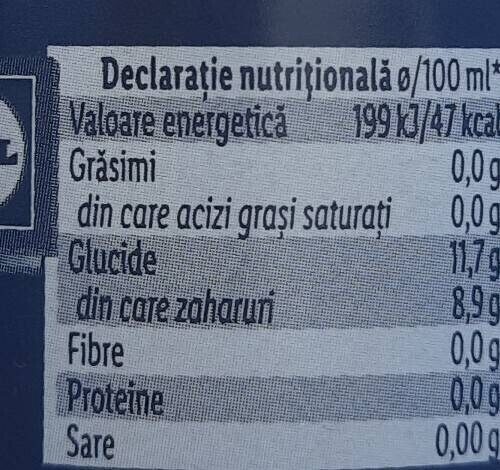 Declarație nutrițională ø/100 ml*
Valoare energetică 199 kJ/47 kcal
Grăsimi 0,0 g
din care acizi grași saturați 0,0 g
Glucide 11,7 g
din care zaharuri 8,9 g
Fibre 0,0 g
Proteine 0,0 g
Sare 0,00 g